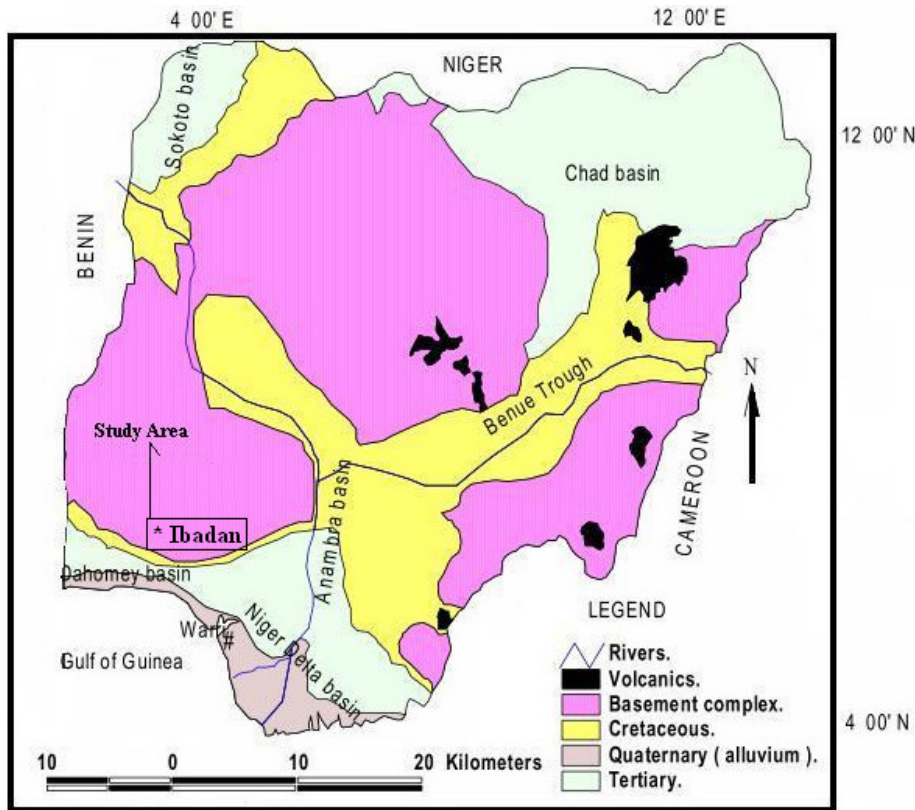 4 00' E
12 00' E
NIGER
12 00' N
Sokoto basin
Chad basin
BENIN
Benue Trough
N
Study Area
CAMEROON
Anambra basin
* Ibadan
Dahomey basin
Warri
#
Niger Delta basin
Gulf of Guinea
LEGEND
Rivers.
Volcanics.
Basement complex.
Cretaceous.
Quaternary ( alluvium ).
Tertiary.
4 00' N
10 0 10 20 Kilometers